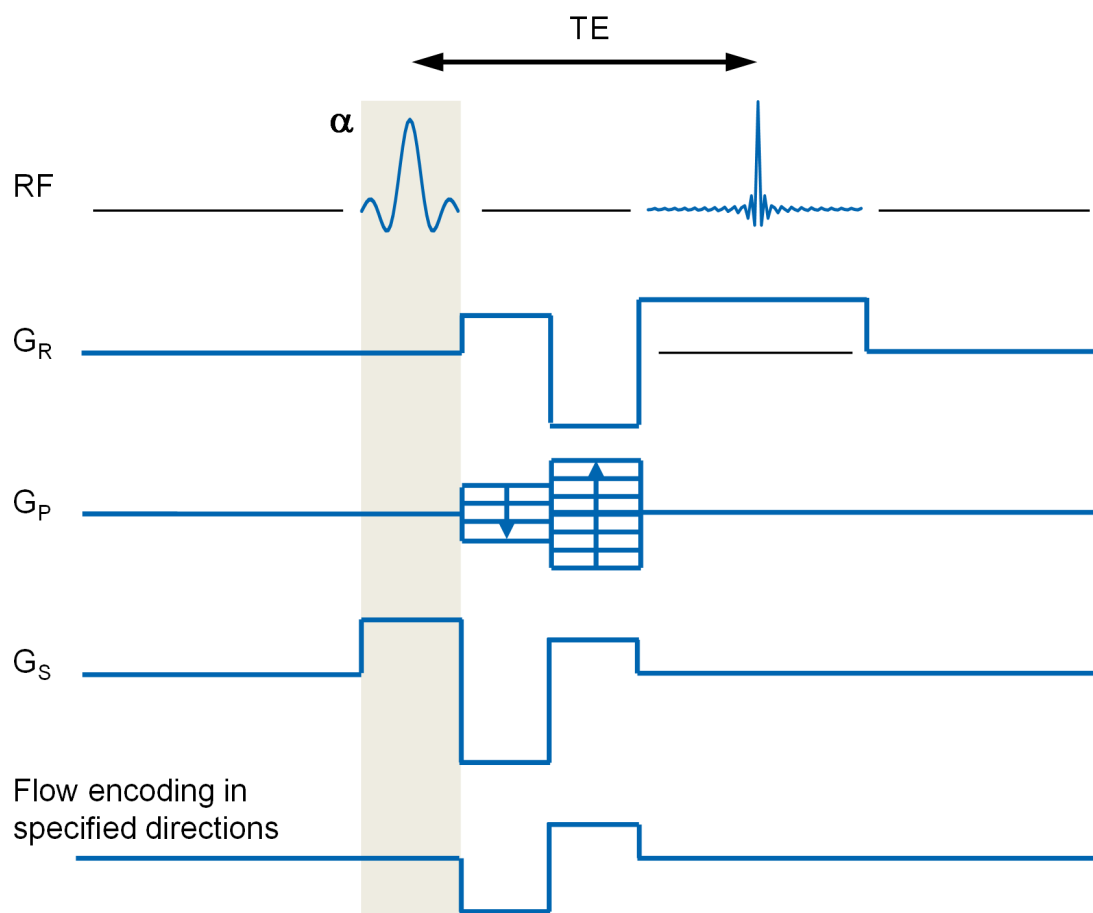 TE
α
RF
GR
GP
GS
Flow encoding in
specified directions